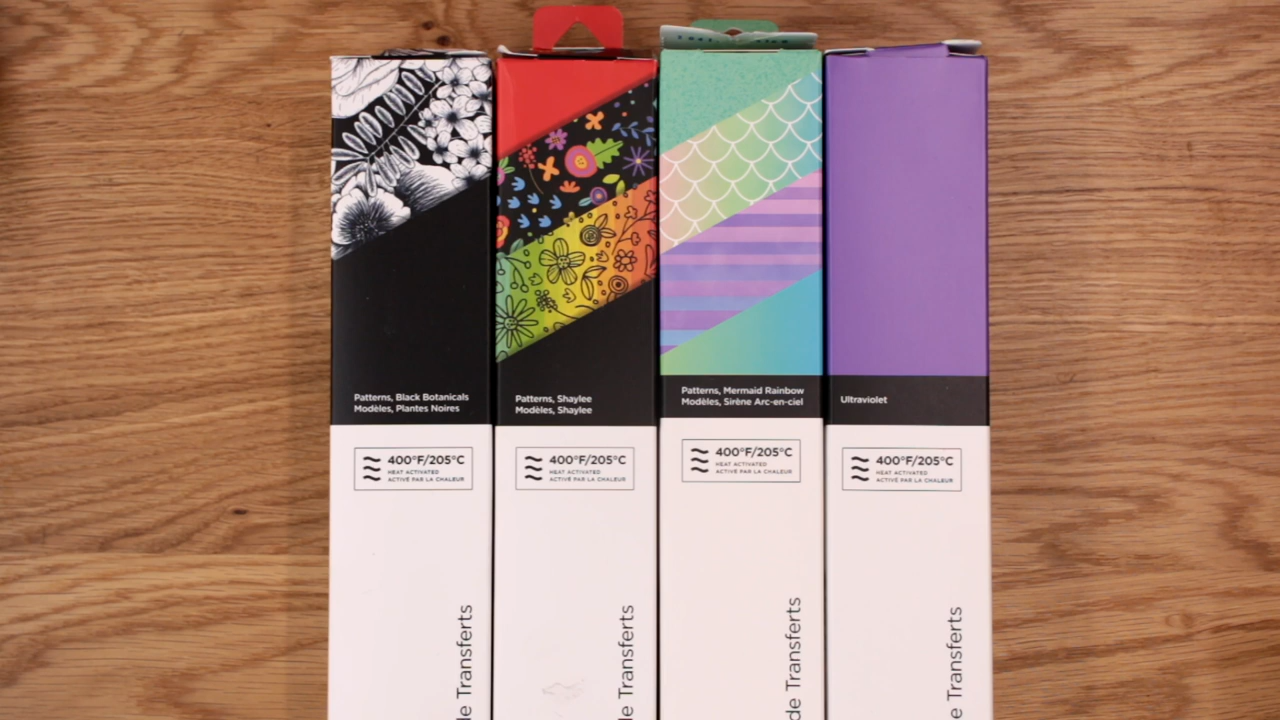 Patterns, Black Botanicals
Modèles, Plantes Noires
400°F/205°C
HEAT ACTIVATED
ACTIVÉ PAR LA CHALEUR
de Transferts
Patterns, Shaylee
Modèles, Shaylee
400°F/205°C
HEAT ACTIVATED
ACTIVÉ PAR LA CHALEUR
de Transferts
Patterns, Mermaid Rainbow
Modèles, Sirène Arc-en-ciel
400°F/205°C
HEAT ACTIVATED
ACTIVÉ PAR LA CHALEUR
de Transferts
Ultraviolet
400°F/205°C
HEAT ACTIVATED
ACTIVÉ PAR LA CHALEUR
de Transferts